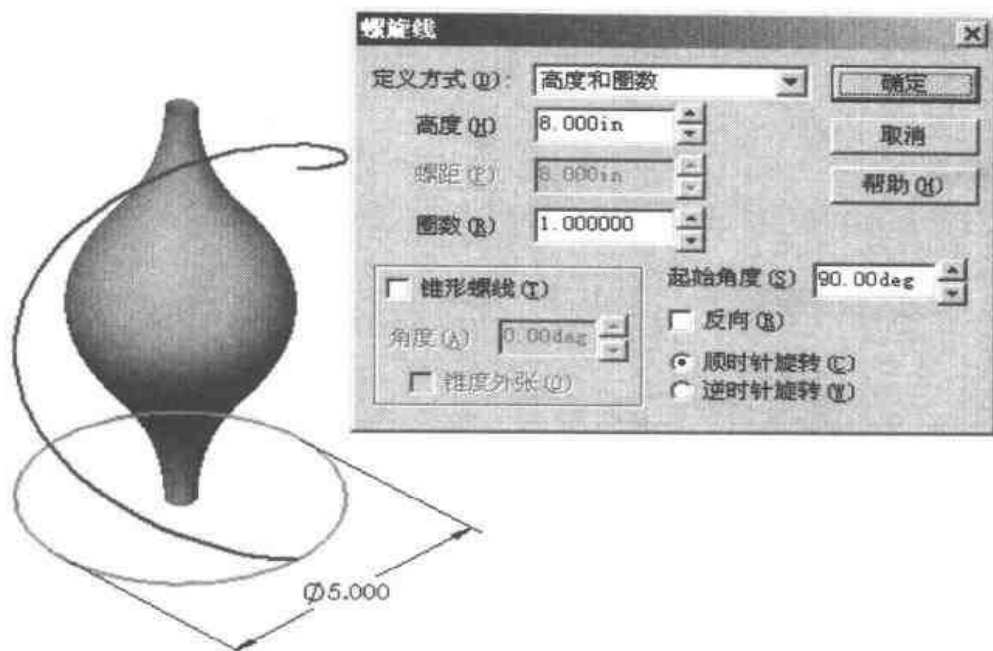 螺旋线
定义方式(D): 高度和圈数
确定
高度(H) 8.000in
取消
螺距(P) 8.000in
帮助(H)
圈数(R) 1.000000
锥形螺线(T)
起始角度(S) 90.00deg
角度(A) 0.00deg
反向(R)
锥度外张(O)
顺时针旋转(C)
逆时针旋转(W)
Ø5.000